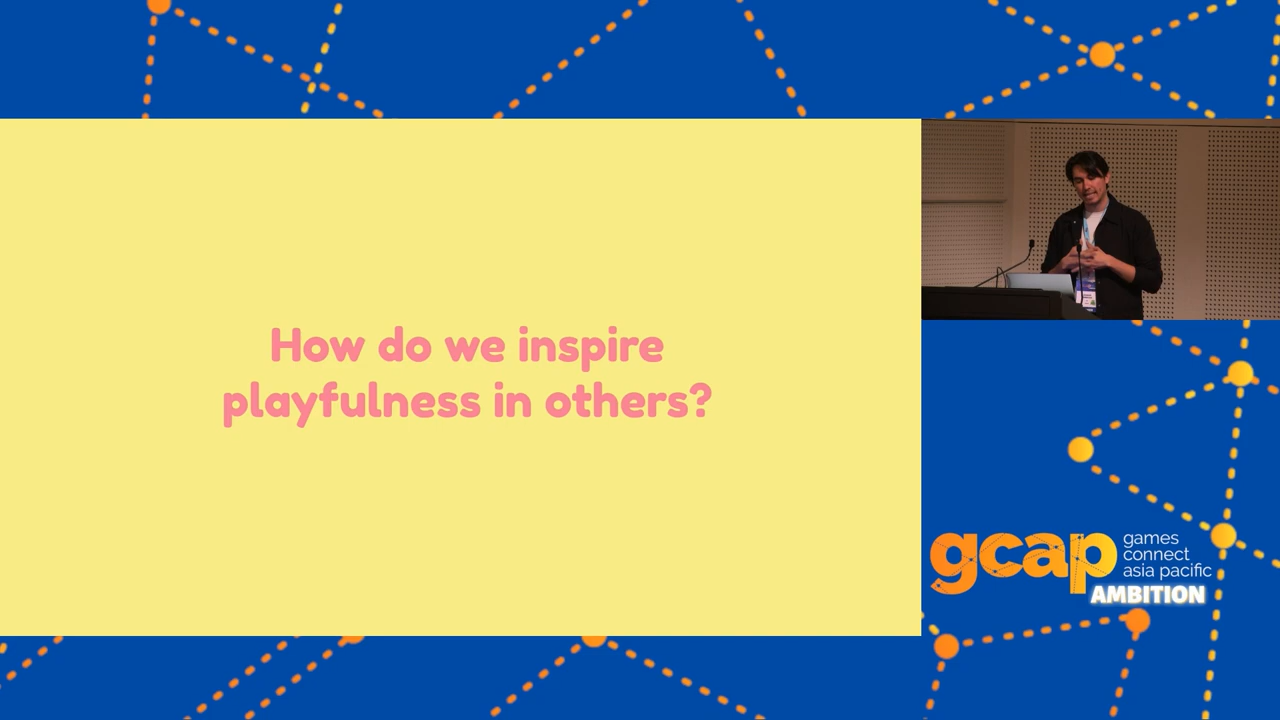 How do we inspire
playfulness in others?
gcap
games
connect
asia pacific
AMBITION